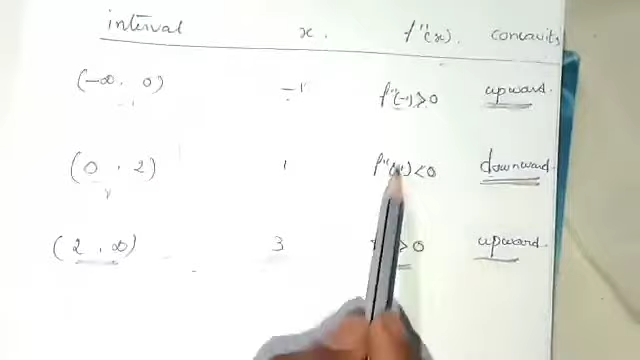 interval x. f''(x). concavity
(-∞, 0) -1 f''(-1)>0 upward.
(0, 2) 1 f''(1)<0 downward.
(2, ∞) 3 >0 upward.